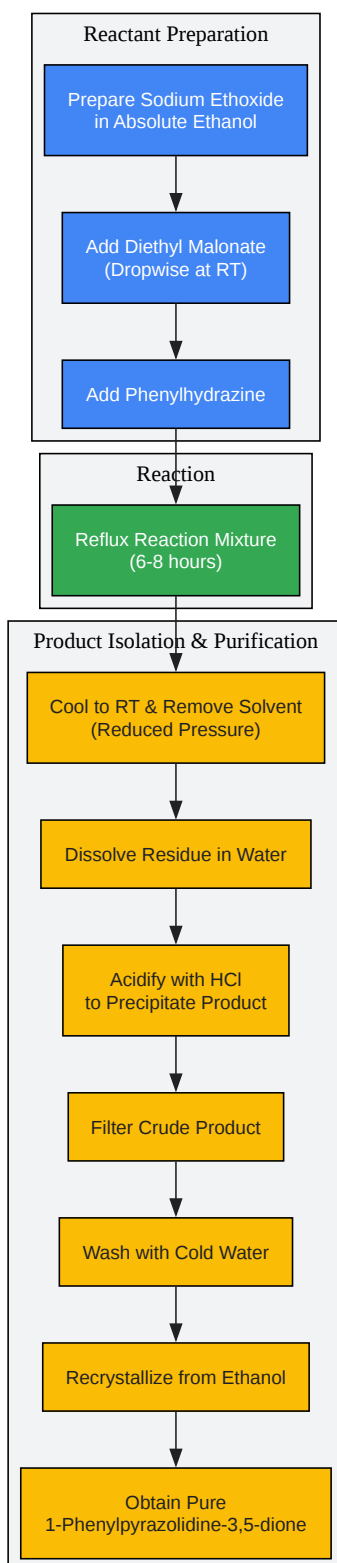 Reactant Preparation
Prepare Sodium Ethoxide
in Absolute Ethanol
Add Diethyl Malonate
(Dropwise at RT)
Add Phenylhydrazine
Reaction
Reflux Reaction Mixture
(6-8 hours)
Product Isolation & Purification
Cool to RT & Remove Solvent
(Reduced Pressure)
Dissolve Residue in Water
Acidify with HCl
to Precipitate Product
Filter Crude Product
Wash with Cold Water
Recrystallize from Ethanol
Obtain Pure
1-Phenylpyrazolidine-3,5-dione